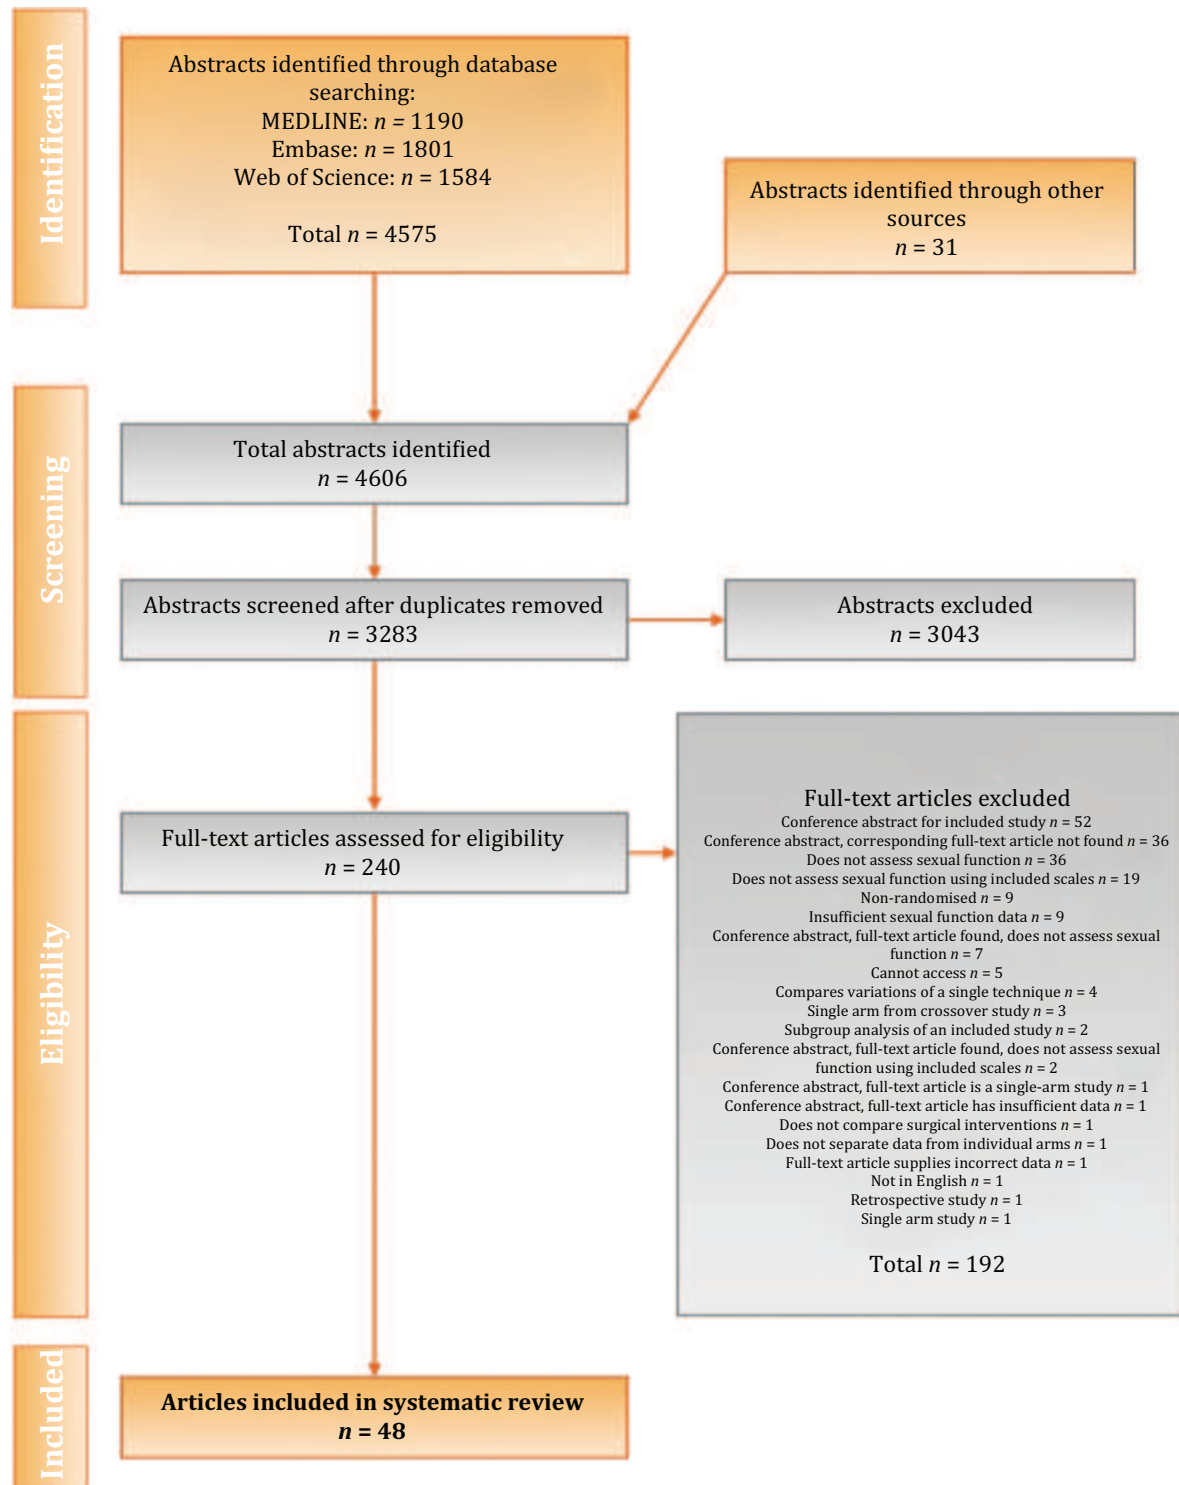 Identification
Abstracts identified through database
searching:
MEDLINE: n = 1190
Embase: n = 1801
Web of Science: n = 1584
Total n = 4575
Abstracts identified through other
sources
n = 31
Screening
Total abstracts identified
n = 4606
Abstracts screened after duplicates removed
n = 3283
Abstracts excluded
n = 3043
Eligibility
Full-text articles assessed for eligibility
n = 240
Full-text articles excluded
Conference abstract for included study n = 52
Conference abstract, corresponding full-text article not found n = 36
Does not assess sexual function n = 36
Does not assess sexual function using included scales n = 19
Non-randomised n = 9
Insufficient sexual function data n = 9
Conference abstract, full-text article found, does not assess sexual
function n = 7
Cannot access n = 5
Compares variations of a single technique n = 4
Single arm from crossover study n = 3
Subgroup analysis of an included study n = 2
Conference abstract, full-text article found, does not assess sexual
function using included scales n = 2
Conference abstract, full-text article is a single-arm study n = 1
Conference abstract, full-text article has insufficient data n = 1
Does not compare surgical interventions n = 1
Does not separate data from individual arms n = 1
Full-text article supplies incorrect data n = 1
Not in English n = 1
Retrospective study n = 1
Single arm study n = 1
Total n = 192
Included
Articles included in systematic review
n = 48